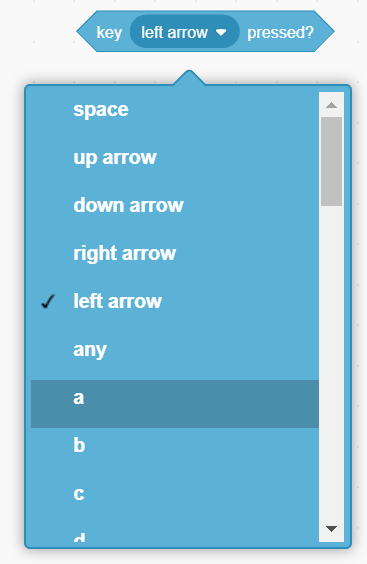 key left arrow pressed?
space
up arrow
down arrow
right arrow
left arrow
any
a
b
c
d